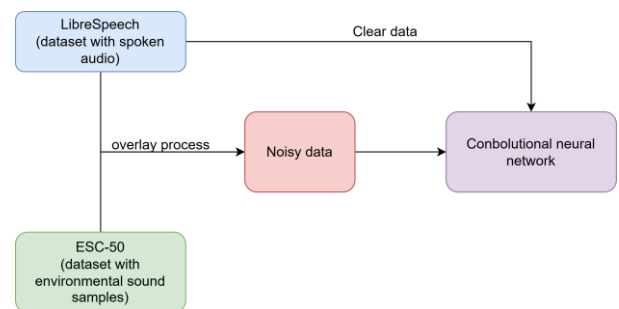 LibreSpeech
(dataset with spoken
audio)
Clear data
overlay process
Noisy data
Conbolutional neural
network
ESC-50
(dataset with
environmental sound
samples)